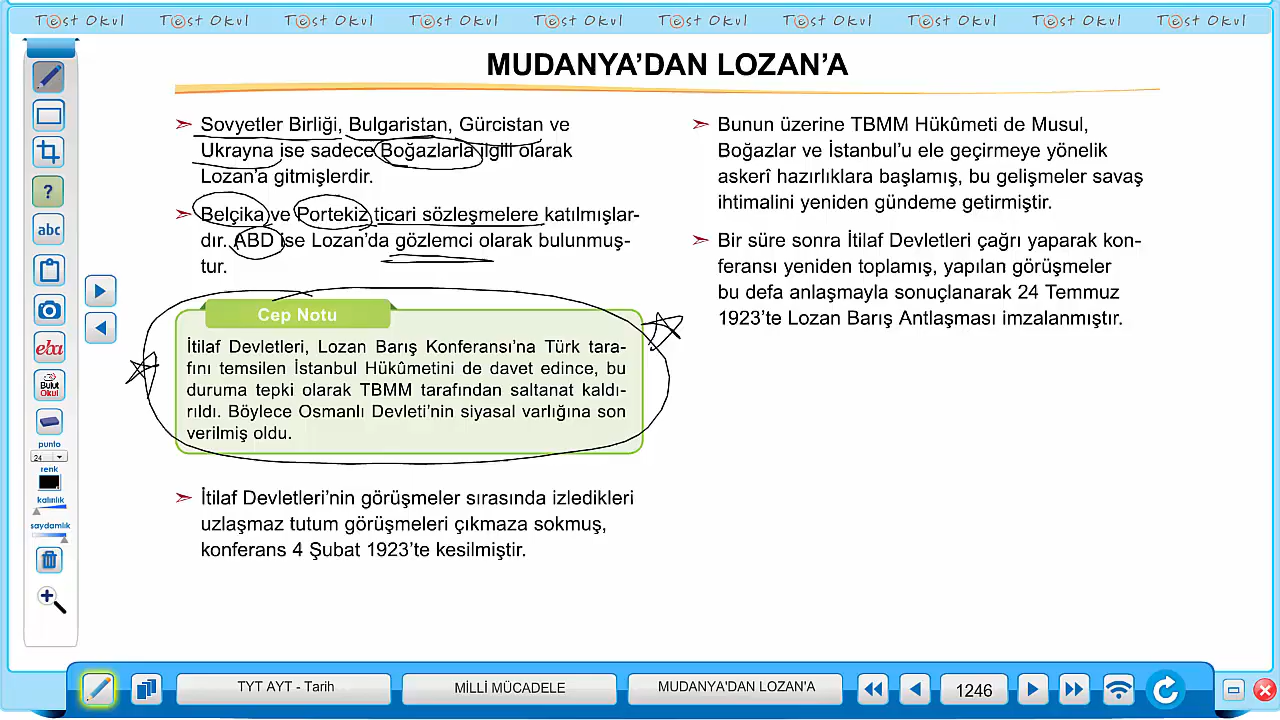 Test Okul Test Okul Test Okul Test Okul Test Okul Test Okul Test Okul Test Okul Test Okul Test Okul
MUDANYA’DAN LOZAN’A
➣ Sovyetler Birliği, Bulgaristan, Gürcistan ve
Ukrayna ise sadece Boğazlarla ilgili olarak
Lozan’a gitmişlerdir.
➣ Belçika ve Portekiz ticari sözleşmelere katılmışlar-
dır. ABD ise Lozan’da gözlemci olarak bulunmuş-
tur.
Cep Notu
İtilaf Devletleri, Lozan Barış Konferansı’na Türk tara-
fını temsilen İstanbul Hükûmetini de davet edince, bu
duruma tepki olarak TBMM tarafından saltanat kaldı-
rıldı. Böylece Osmanlı Devleti’nin siyasal varlığına son
verilmiş oldu.
➣ İtilaf Devletleri’nin görüşmeler sırasında izledikleri
uzlaşmaz tutum görüşmeleri çıkmaza sokmuş,
konferans 4 Şubat 1923’te kesilmiştir.
➣ Bunun üzerine TBMM Hükûmeti de Musul,
Boğazlar ve İstanbul’u ele geçirmeye yönelik
askerî hazırlıklara başlamış, bu gelişmeler savaş
ihtimalini yeniden gündeme getirmiştir.
➣ Bir süre sonra İtilaf Devletleri çağrı yaparak kon-
feransı yeniden toplamış, yapılan görüşmeler
bu defa anlaşmayla sonuçlanarak 24 Temmuz
1923’te Lozan Barış Antlaşması imzalanmıştır.
?
abc
eba
Bulut
Okul
punto
24
renk
kalınlık
saydamlık
TYT AYT - Tarih
MİLLİ MÜCADELE
MUDANYA'DAN LOZAN'A
1246